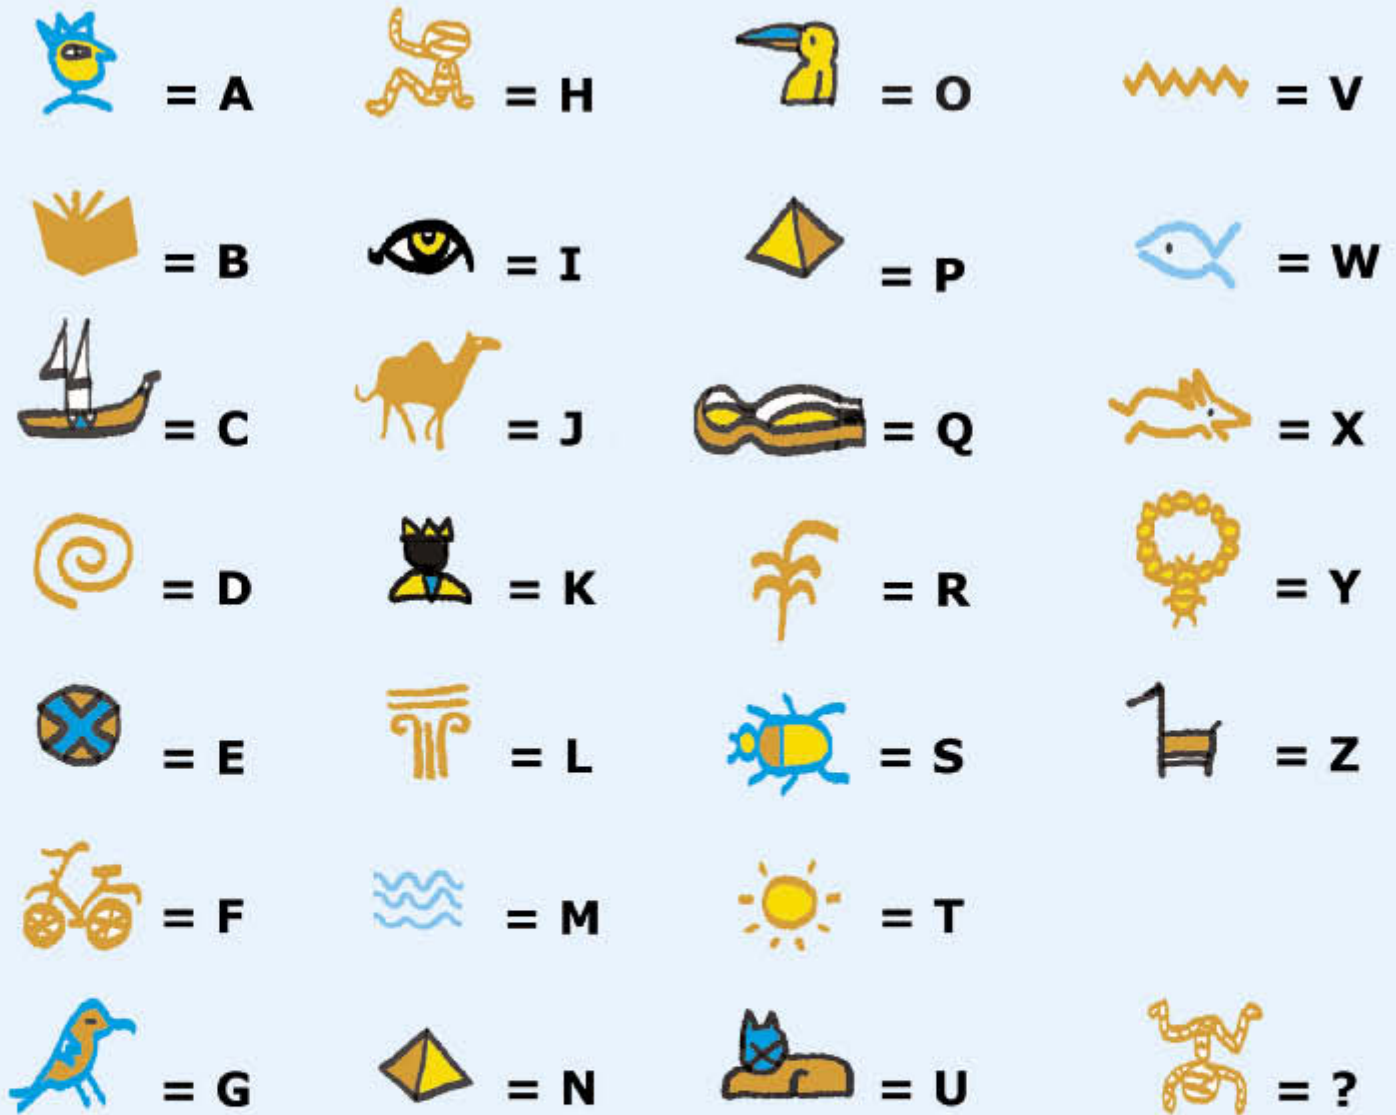 = A = H = O = V
= B = I = P = W
= C = J = Q = X
= D = K = R = Y
= E = L = S = Z
= F = M = T
= G = N = U = ?